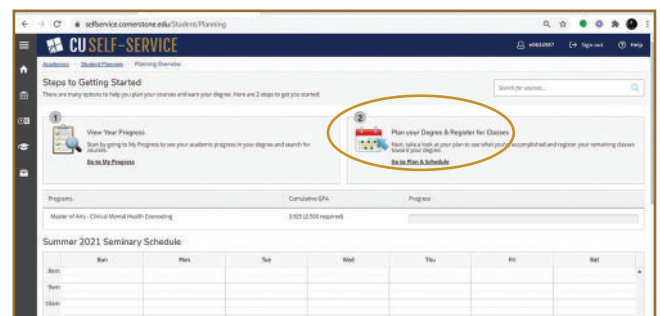 selfservice.cornerstone.edu/Student/Planning
CU SELF-SERVICE
Sign out
Help
Academics
Student Planning
Planning Overview
Steps to Getting Started
There are many options to help you plan your courses and earn your degree. Here are 2 steps to get you started:
Search for courses...
1
View Your Progress
Start by going to My Progress to see your academic progress in your degree and search for
courses.
Go to My Progress
2
Plan your Degree & Register for Classes
Next, take a look at your plan to see what you've accomplished and register your remaining classes
toward your degree.
Go to Plan & Schedule
Programs
Cumulative GPA
Progress
Master of Arts - Clinical Mental Health Counseling
(2.500 required)
Summer 2021 Seminary Schedule
Sun
Mon
Tue
Wed
Thu
Fri
Sat
8am
9am
10am